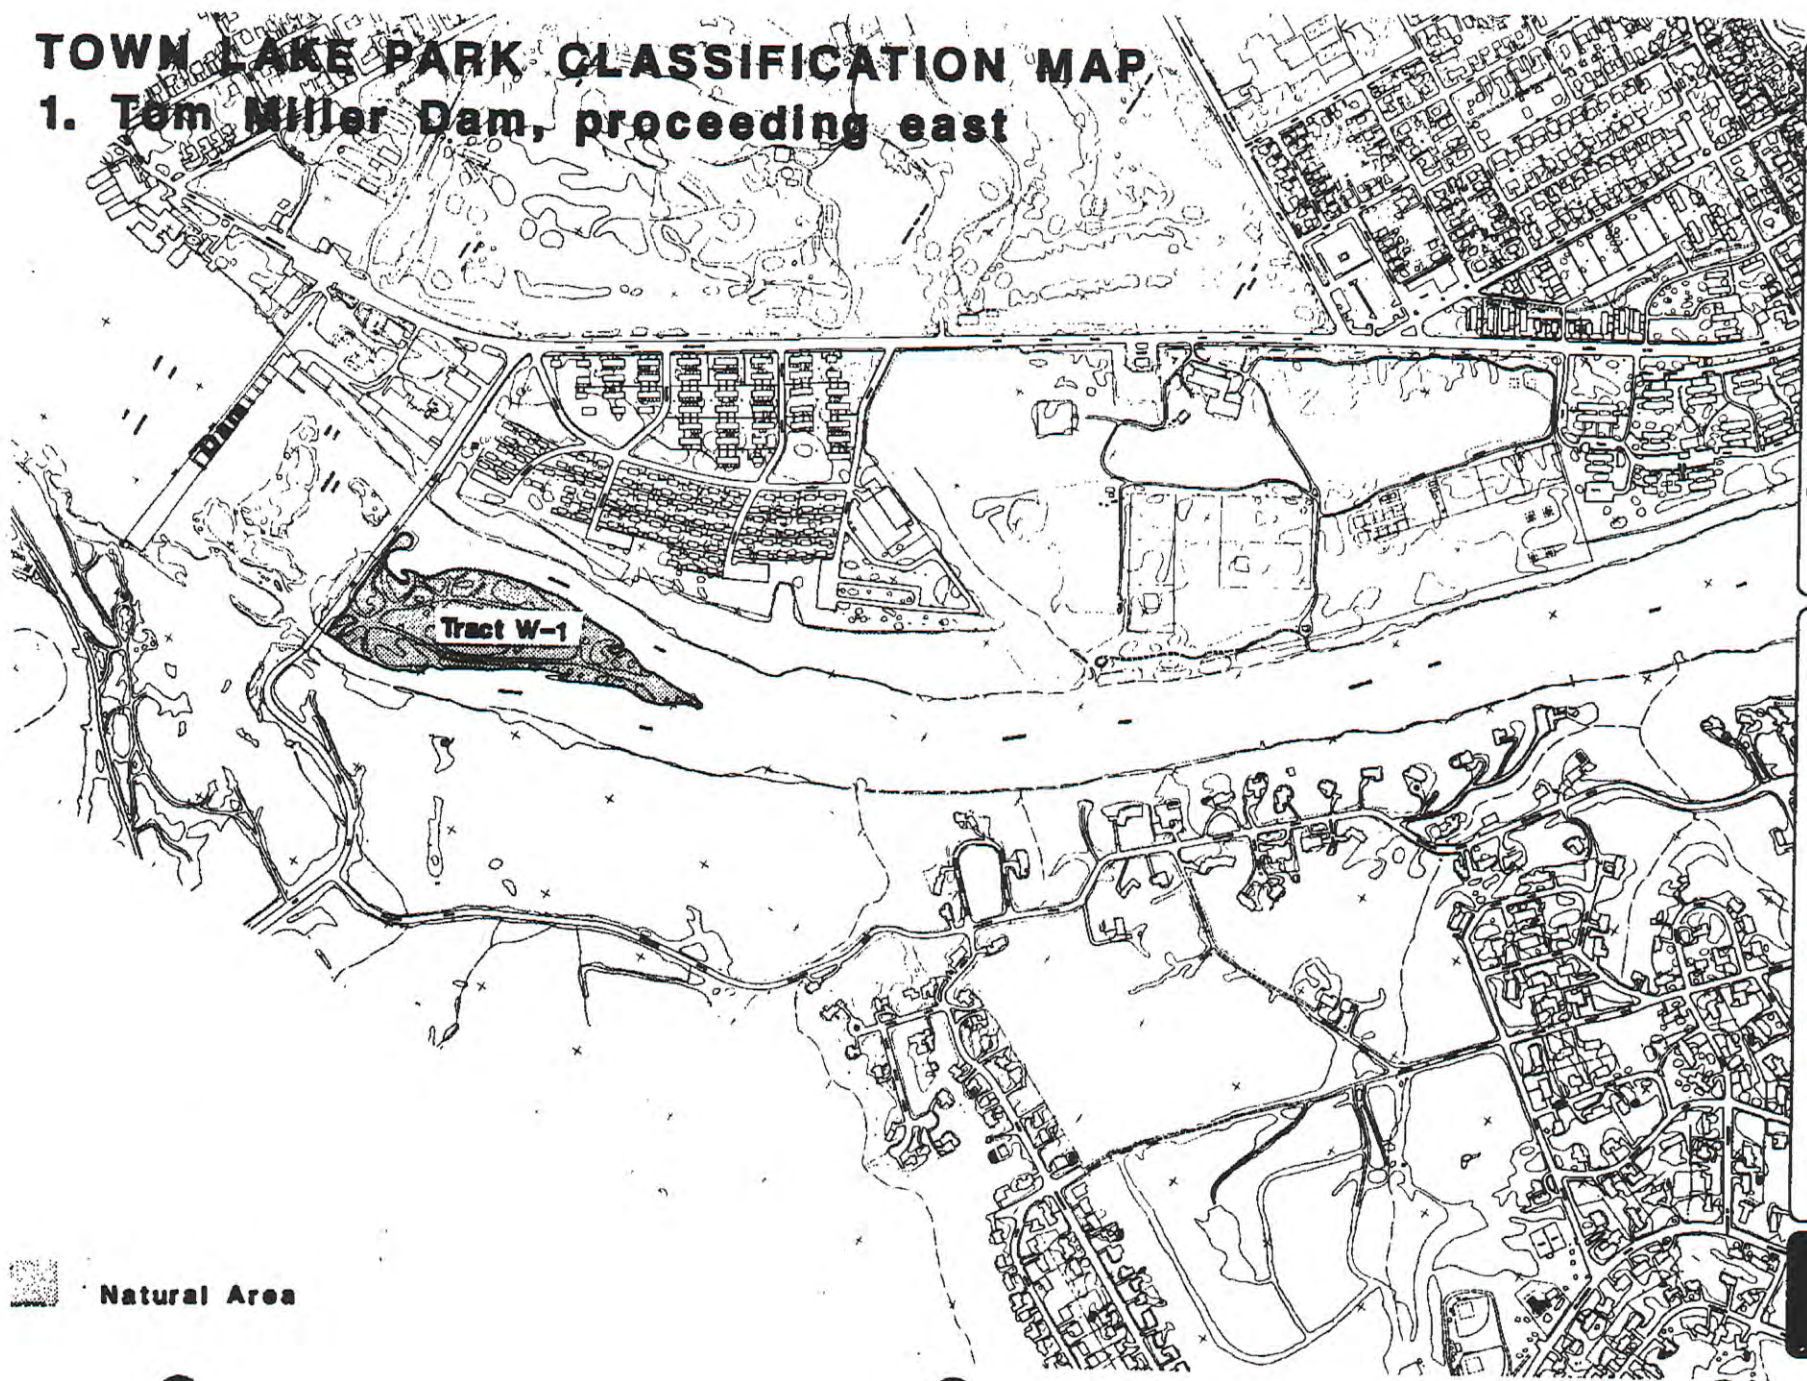 TOWN LAKE PARK CLASSIFICATION MAP
1. Tom Miller Dam, proceeding east
Dam
Tract W-1
Natural Area